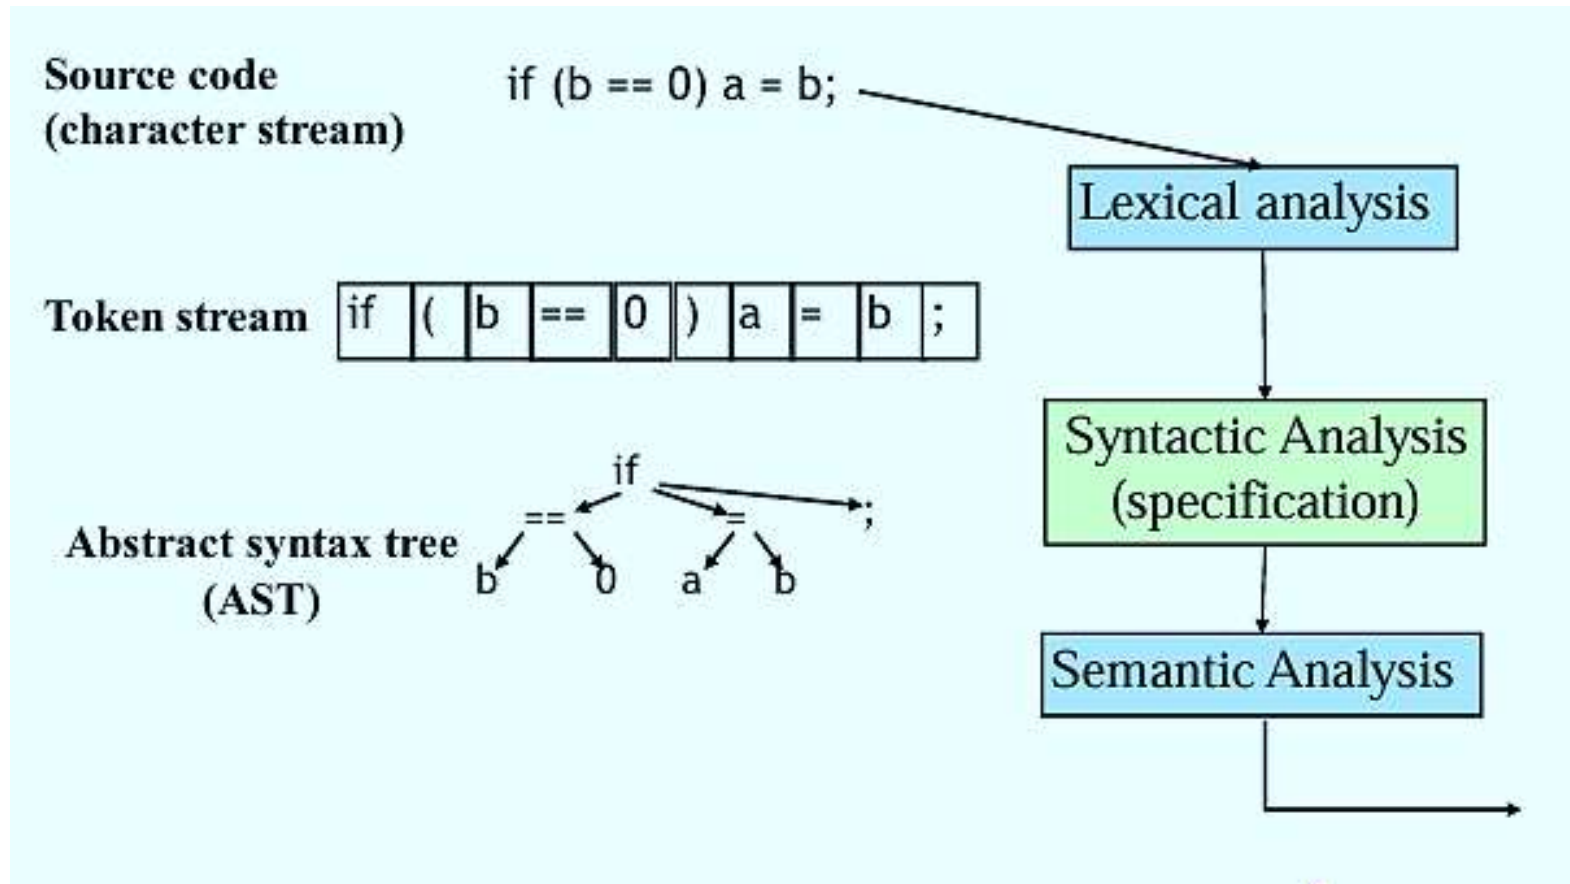 Source code
(character stream)
if (b == 0) a = b;
Lexical analysis
Token stream
if ( b == 0 ) a = b ;
Syntactic Analysis
(specification)
if
== = ;
b 0 a b
Abstract syntax tree
(AST)
Semantic Analysis